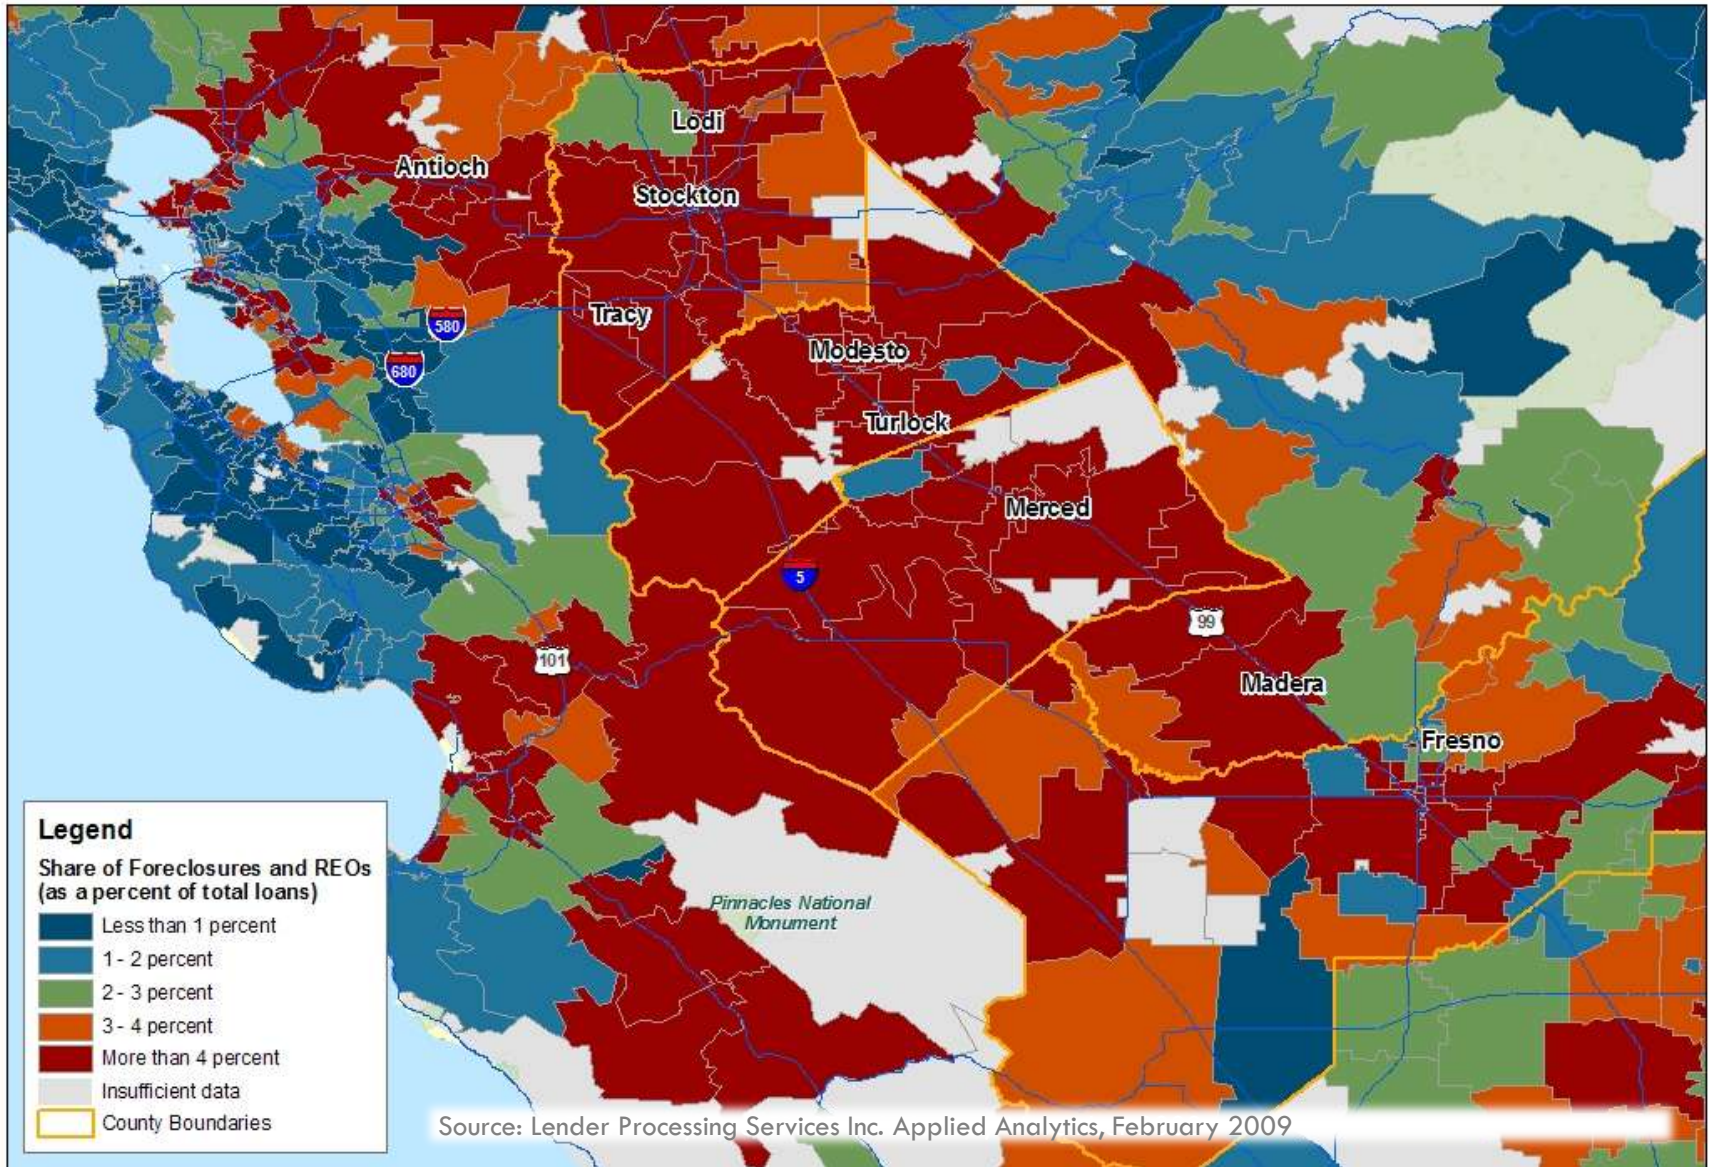 Lodi
Antioch
Stockton
Tracy
580
Modesto
680
Turlock
Merced
5
99
101
Madera
Fresno
Legend
Share of Foreclosures and REOs
(as a percent of total loans)
Less than 1 percent
1 - 2 percent
2 - 3 percent
3 - 4 percent
More than 4 percent
Insufficient data
County Boundaries
Pinnacles National
Monument
Source: Lender Processing Services Inc. Applied Analytics, February 2009